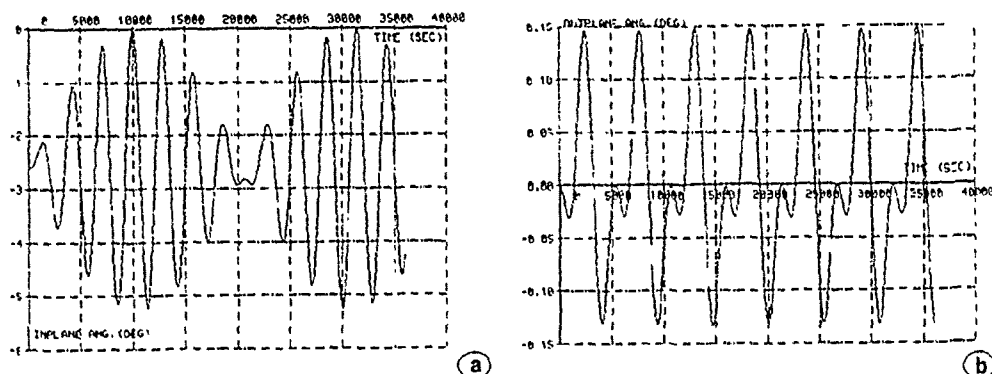 0 5000 10000 15000 20000 25000 30000 35000 40000
TIME (SEC)
0
-1
-2
-3
-4
-5
-6
INPLANE ANG.(DEG)
a
0.15
OUTPLANE ANG.(DEG)
0.10
0.05
0.00
TIME (SEC)
0 5000 10000 15000 20000 25000 30000 35000 40000
-0.05
-0.10
-0.15
b